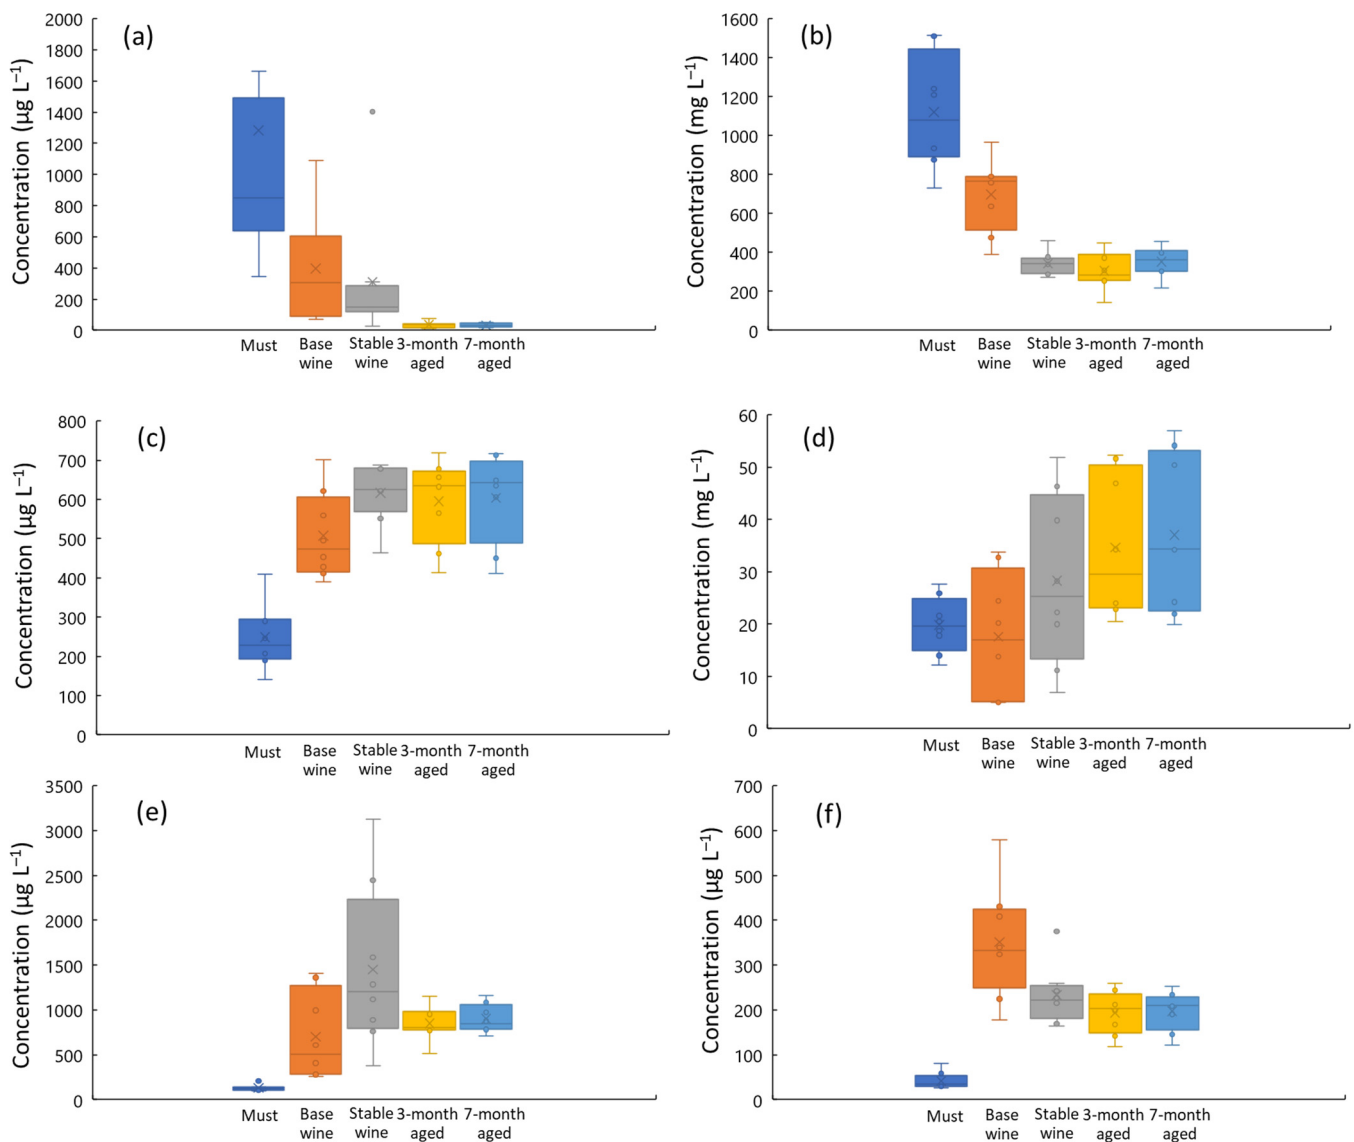 (a)
Concentration (µg L⁻¹)
2000
1800
1600
1400
1200
1000
800
600
400
200
0
Must
Base wine
Stable wine
3-month aged
7-month aged
(b)
Concentration (mg L⁻¹)
1600
1400
1200
1000
800
600
400
200
0
Must
Base wine
Stable wine
3-month aged
7-month aged
(c)
Concentration (µg L⁻¹)
800
700
600
500
400
300
200
100
0
Must
Base wine
Stable wine
3-month aged
7-month aged
(d)
Concentration (mg L⁻¹)
60
50
40
30
20
10
0
Must
Base wine
Stable wine
3-month aged
7-month aged
(e)
Concentration (µg L⁻¹)
3500
3000
2500
2000
1500
1000
500
0
Must
Base wine
Stable wine
3-month aged
7-month aged
(f)
Concentration (µg L⁻¹)
700
600
500
400
300
200
100
0
Must
Base wine
Stable wine
3-month aged
7-month aged